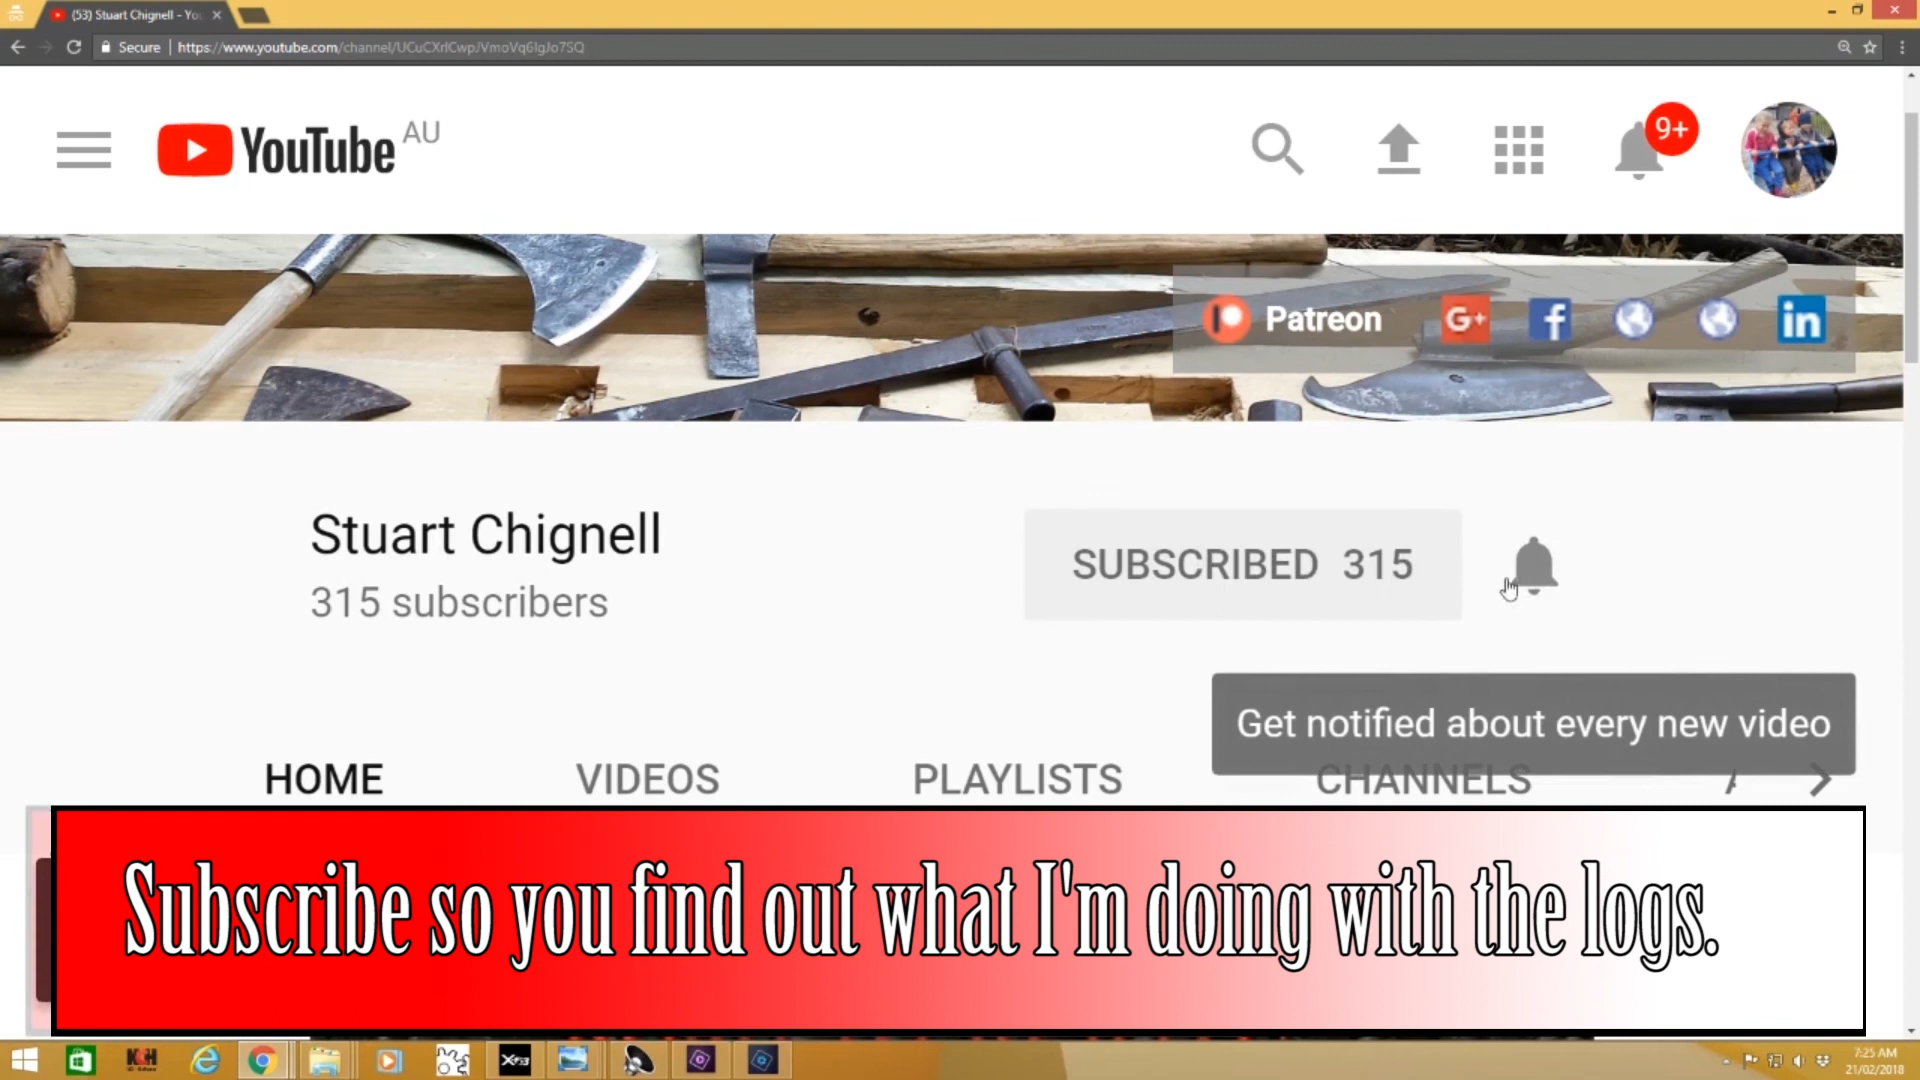 (53) Stuart Chignell - You
Secure https://www.youtube.com/channel/UCuCXrlCwpJVmoVq6lgJo7SQ
YouTube AU
9+
Patreon
G+
f
in
Stuart Chignell
315 subscribers
SUBSCRIBED 315
Get notified about every new video
HOME VIDEOS PLAYLISTS CHANNELS
Subscribe so you find out what I'm doing with the logs.
7:25 AM
21/02/2018